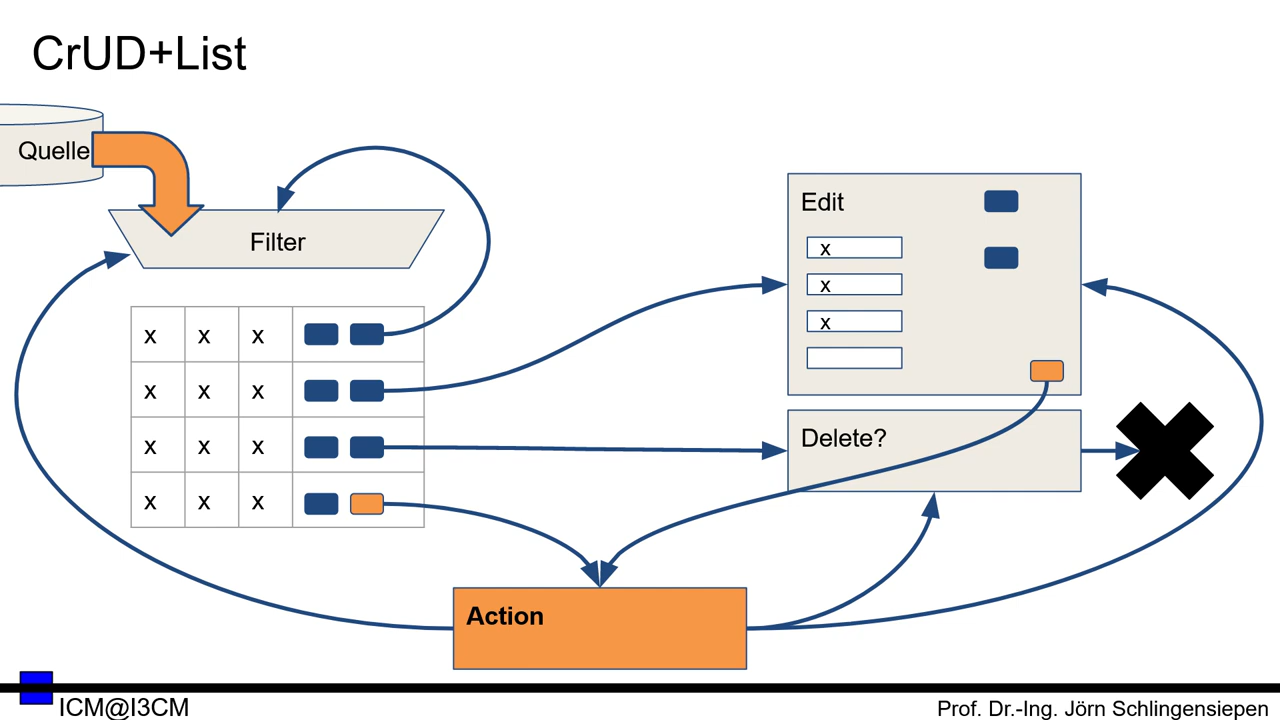 CrUD+List
Quelle
Filter
x x x
x x x
x x x
x x x
Edit
x
x
x
Delete?
Action
ICM@I3CM
Prof. Dr.-Ing. Jörn Schlingensiepen